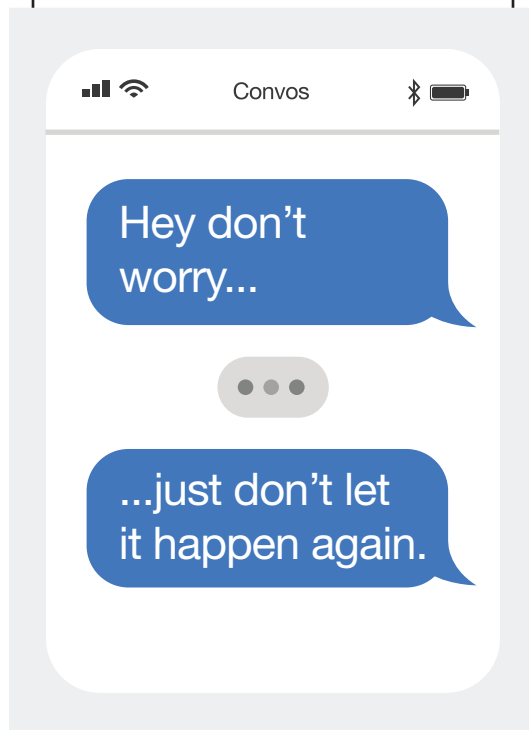 Convos
Hey don’t
worry...
...just don’t let
it happen again.